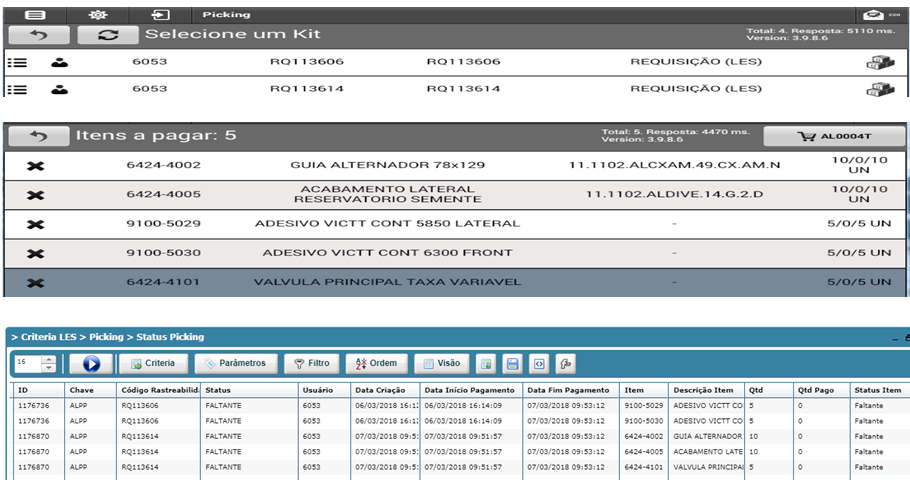 Picking
Selecione um Kit
Total: 4. Resposta: 5110 ms.
Version: 3.9.8.6
6053 RQ113606 RQ113606 REQUISIÇÃO (LES)
6053 RQ113614 RQ113614 REQUISIÇÃO (LES)
Itens a pagar: 5
Total: 5. Resposta: 4470 ms.
Version: 3.9.8.6
AL0004T
6424-4002 GUIA ALTERNADOR 78x129 11.1102.ALCXAM.49.CX.AM.N 10/0/10 UN
6424-4005 ACABAMENTO LATERAL RESERVATORIO SEMENTE 11.1102.ALDIVE.14.G.2.D 10/0/10 UN
9100-5029 ADESIVO VICTT CONT 5850 LATERAL - 5/0/5 UN
9100-5030 ADESIVO VICTT CONT 6300 FRONT - 5/0/5 UN
6424-4101 VALVULA PRINCIPAL TAXA VARIAVEL - 5/0/5 UN
> Criteria LES > Picking > Status Picking
16 Criteria Parâmetros Filtro Ordem Visão
ID Chave Código Rastreabilid. Status Usuário Data Criação Data Início Pagamento Data Fim Pagamento Item Descrição Item Qtd Qtd Pago Status Item
1176736 ALPP RQ113606 FALTANTE 6053 06/03/2018 16:1 06/03/2018 16:14:09 07/03/2018 09:53:12 9100-5029 ADESIVO VICTT CO 5 0 Faltante
1176736 ALPP RQ113606 FALTANTE 6053 06/03/2018 16:1 06/03/2018 16:14:09 07/03/2018 09:53:12 9100-5030 ADESIVO VICTT CO 5 0 Faltante
1176870 ALPP RQ113614 FALTANTE 6053 07/03/2018 09:5 07/03/2018 09:51:57 07/03/2018 09:53:12 6424-4002 GUIA ALTERNADOR 10 0 Faltante
1176870 ALPP RQ113614 FALTANTE 6053 07/03/2018 09:5 07/03/2018 09:51:57 07/03/2018 09:53:12 6424-4005 ACABAMENTO LATE 10 0 Faltante
1176870 ALPP RQ113614 FALTANTE 6053 07/03/2018 09:5 07/03/2018 09:51:57 07/03/2018 09:53:12 6424-4101 VALVULA PRINCIPAI 5 0 Faltante